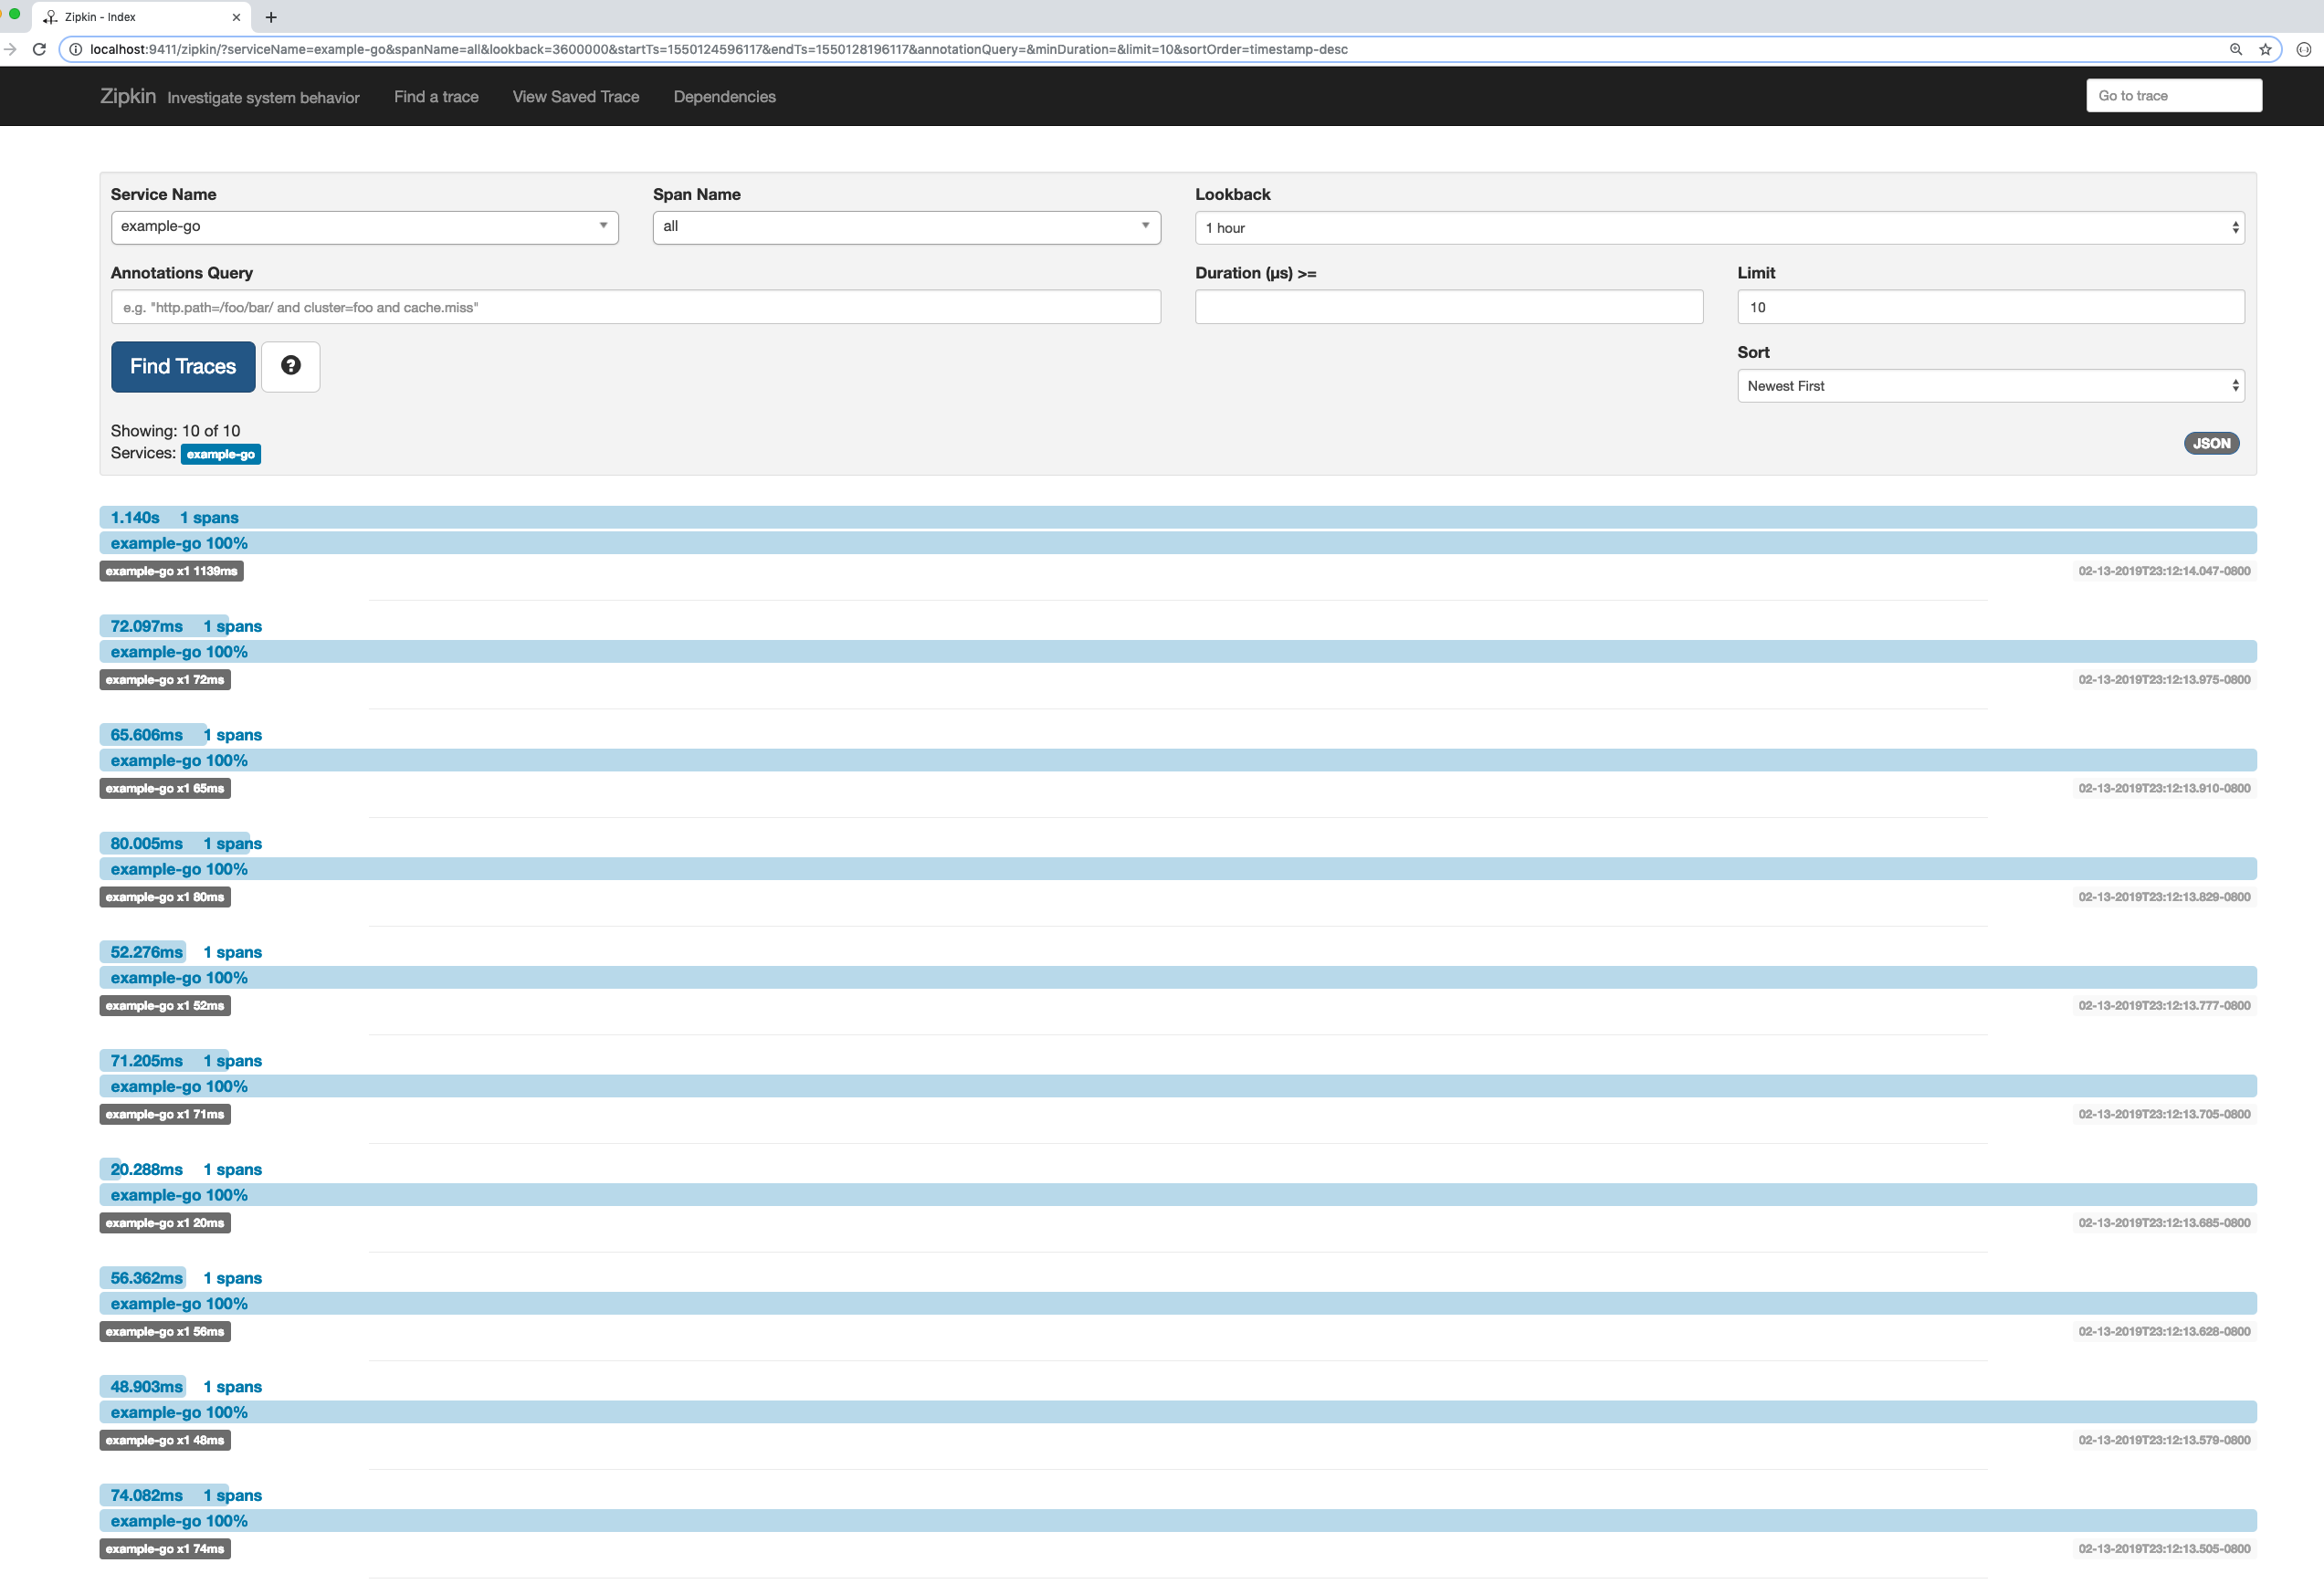 Zipkin - Index
localhost:9411/zipkin/?serviceName=example-go&spanName=all&lookback=3600000&startTs=1550124596117&endTs=1550128196117&annotationQuery=&minDuration=&limit=10&sortOrder=timestamp-desc
Zipkin Investigate system behavior Find a trace View Saved Trace Dependencies Go to trace
Service Name Span Name Lookback
example-go all 1 hour
Annotations Query Duration (µs) >= Limit
e.g. "http.path=/foo/bar/ and cluster=foo and cache.miss" 10
Find Traces ? Sort
Newest First
Showing: 10 of 10
Services: example-go JSON
1.140s 1 spans
example-go 100%
example-go x1 1139ms 02-13-2019T23:12:14.047-0800
72.097ms 1 spans
example-go 100%
example-go x1 72ms 02-13-2019T23:12:13.975-0800
65.606ms 1 spans
example-go 100%
example-go x1 65ms 02-13-2019T23:12:13.910-0800
80.005ms 1 spans
example-go 100%
example-go x1 80ms 02-13-2019T23:12:13.829-0800
52.276ms 1 spans
example-go 100%
example-go x1 52ms 02-13-2019T23:12:13.777-0800
71.205ms 1 spans
example-go 100%
example-go x1 71ms 02-13-2019T23:12:13.705-0800
20.288ms 1 spans
example-go 100%
example-go x1 20ms 02-13-2019T23:12:13.685-0800
56.362ms 1 spans
example-go 100%
example-go x1 56ms 02-13-2019T23:12:13.628-0800
48.903ms 1 spans
example-go 100%
example-go x1 48ms 02-13-2019T23:12:13.579-0800
74.082ms 1 spans
example-go 100%
example-go x1 74ms 02-13-2019T23:12:13.505-0800